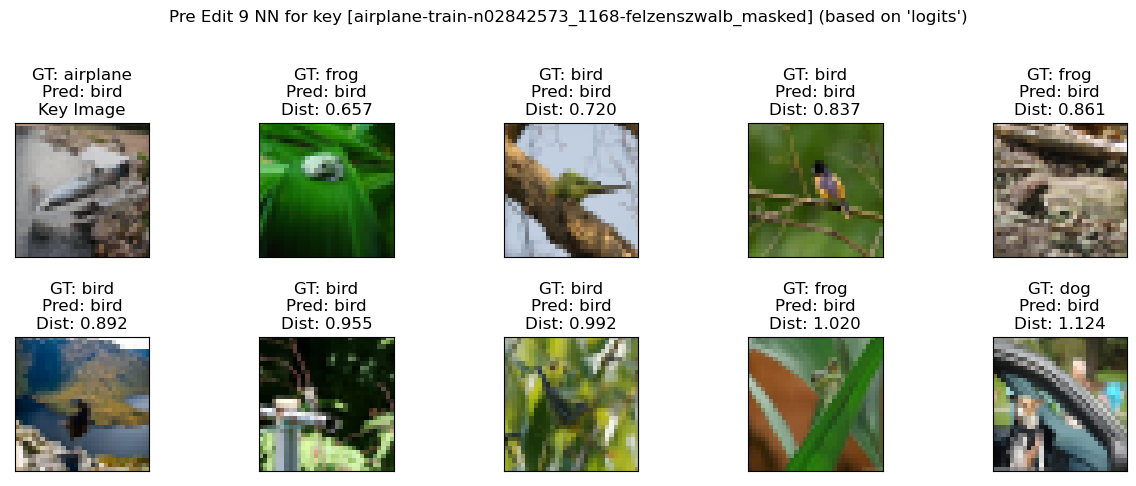 Pre Edit 9 NN for key [airplane-train-n02842573_1168-felzenszwalb_masked] (based on 'logits')
GT: airplane
Pred: bird
Key Image
GT: frog
Pred: bird
Dist: 0.657
GT: bird
Pred: bird
Dist: 0.720
GT: bird
Pred: bird
Dist: 0.837
GT: frog
Pred: bird
Dist: 0.861
GT: bird
Pred: bird
Dist: 0.892
GT: bird
Pred: bird
Dist: 0.955
GT: bird
Pred: bird
Dist: 0.992
GT: frog
Pred: bird
Dist: 1.020
GT: dog
Pred: bird
Dist: 1.124